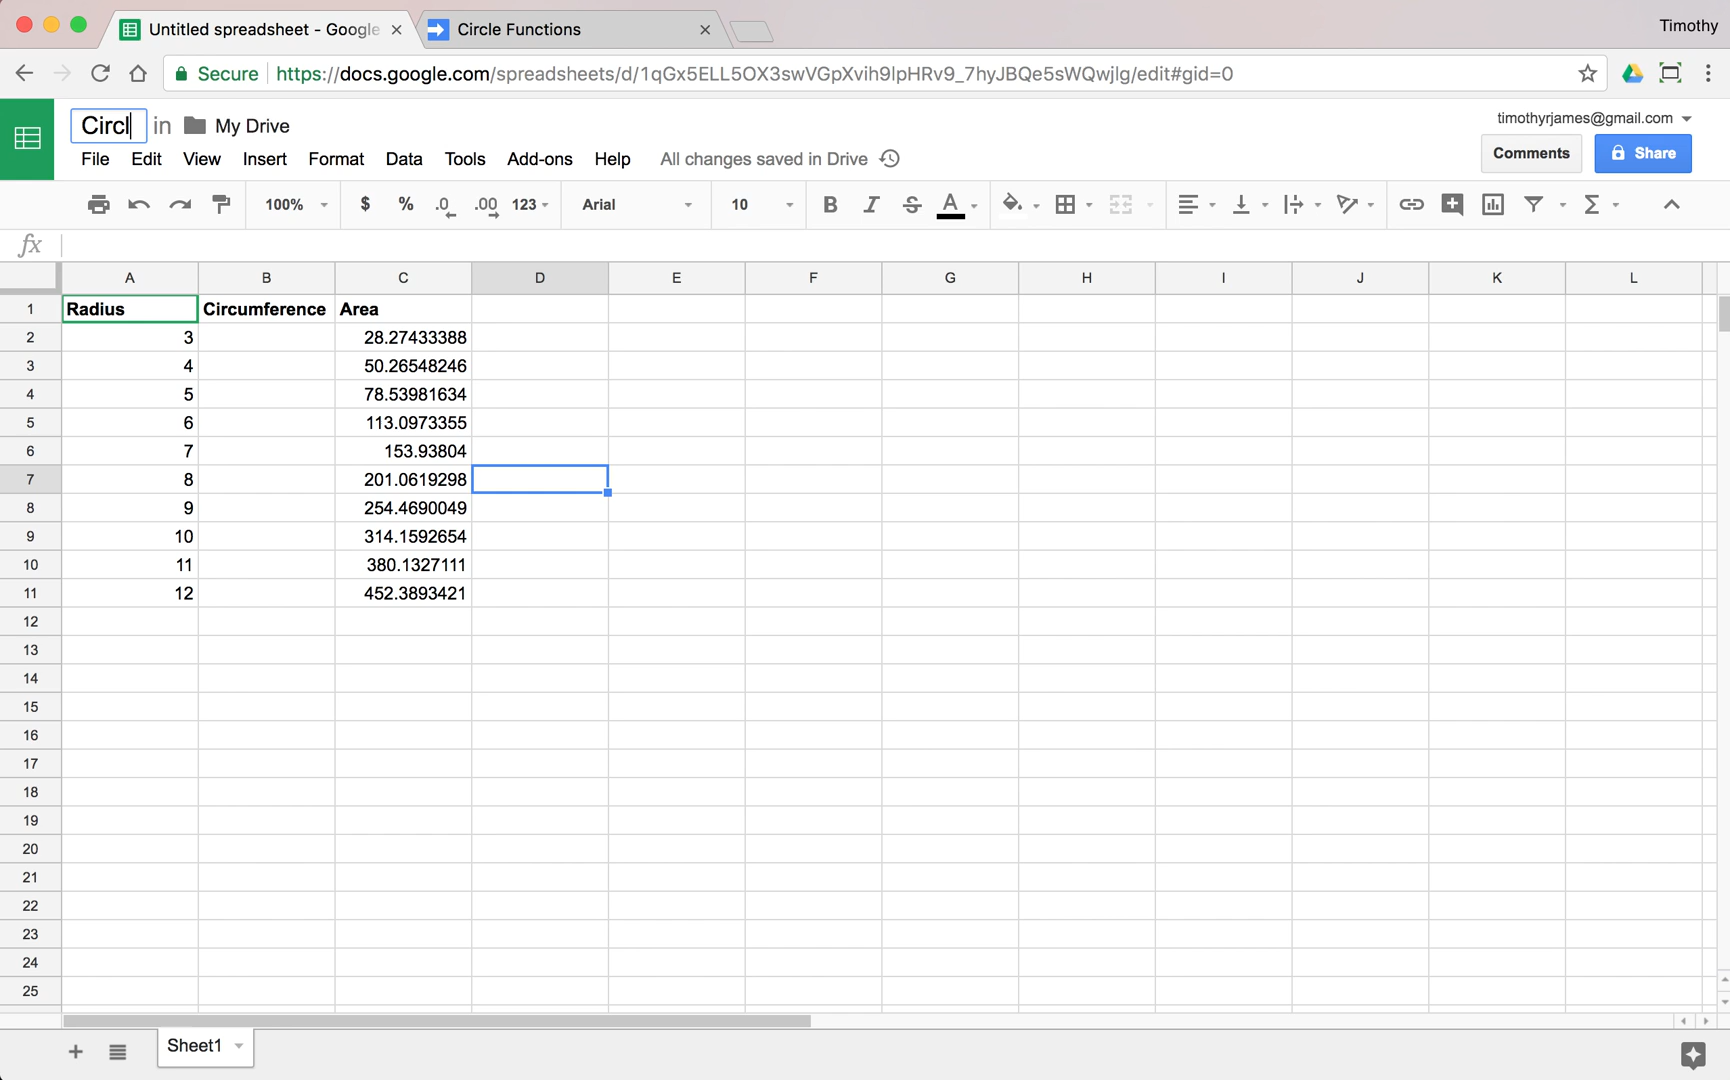 Timothy
Untitled spreadsheet - Google
Circle Functions
Secure https://docs.google.com/spreadsheets/d/1qGx5ELL5OX3swVGpXvih9lpHRv9_7hyJBQe5sWQwjlg/edit#gid=0
Circl in My Drive
timothyrjames@gmail.com
File Edit View Insert Format Data Tools Add-ons Help All changes saved in Drive
Comments Share
100% $ % .0 .00 123 Arial 10 B I S A Σ
fx
A B C D E F G H I J K L
1 Radius Circumference Area
2 3 28.27433388
3 4 50.26548246
4 5 78.53981634
5 6 113.0973355
6 7 153.93804
7 8 201.0619298
8 9 254.4690049
9 10 314.1592654
10 11 380.1327111
11 12 452.3893421
12
13
14
15
16
17
18
19
20
21
22
23
24
25
Sheet1